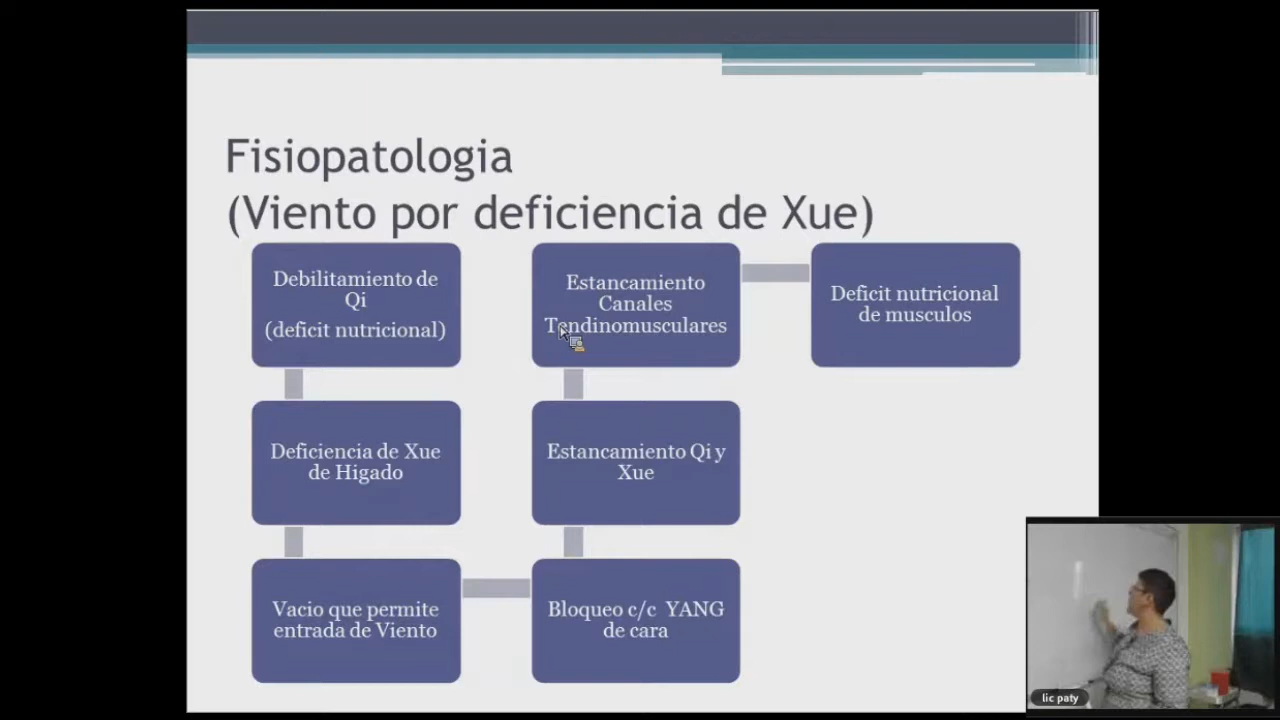 Fisiopatologia
(Viento por deficiencia de Xue)
Debilitamiento de
Qi
(deficit nutricional)
Deficiencia de Xue
de Higado
Vacio que permite
entrada de Viento
Bloqueo c/c YANG
de cara
Estancamiento Qi y
Xue
Estancamiento
Canales
Tendinomusculares
Deficit nutricional
de musculos
lic paty